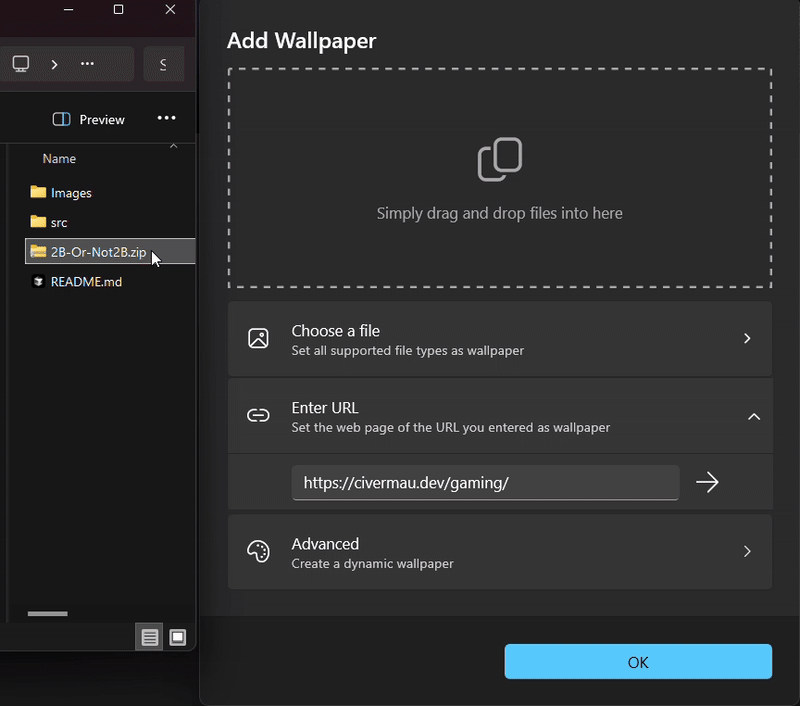 S
Preview
Name
Images
src
2B-Or-Not2B.zip
README.md
Add Wallpaper
Simply drag and drop files into here
Choose a file
Set all supported file types as wallpaper
Enter URL
Set the web page of the URL you entered as wallpaper
https://civermau.dev/gaming/
Advanced
Create a dynamic wallpaper
OK